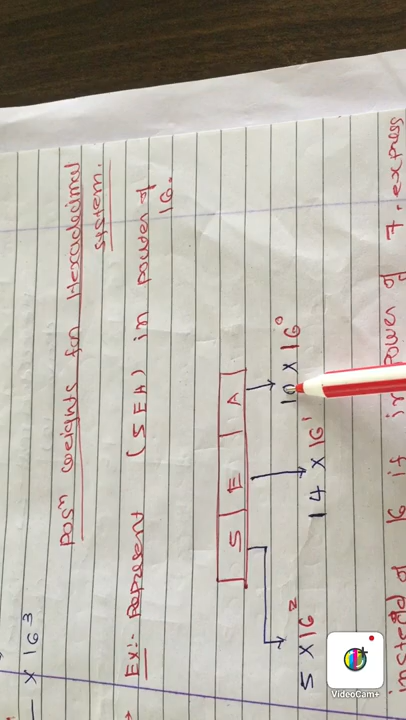 – × 16³
Posⁿ weights for Hexadecimal
system.
Ex:- Represent (5EA) in power of
16.
5 E A
5 × 16² 14 × 16¹ 10 × 16⁰
instead of 16 if in power of 7, express
VideoCam+